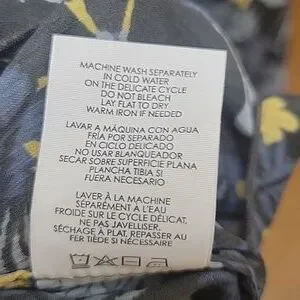 MACHINE WASH SEPARATELY
IN COLD WATER
ON THE DELICATE CYCLE
DO NOT BLEACH
LAY FLAT TO DRY
WARM IRON IF NEEDED
LAVAR A MÁQUINA CON AGUA
FRÍA POR SEPARADO
EN CICLO DELICADO
NO USAR BLANQUEADOR
SECAR SOBRE SUPERFICIE PLANA
PLANCHA TIBIA SI
FUERA NECESARIO
LAVER À LA MACHINE
SÉPARÉMENT À L'EAU
FROIDE SUR LE CYCLE DÉLICAT,
NE PAS JAVELLISER.
SÉCHAGE À PLAT. REPASSER AU
FER TIÈDE SI NÉCESSAIRE